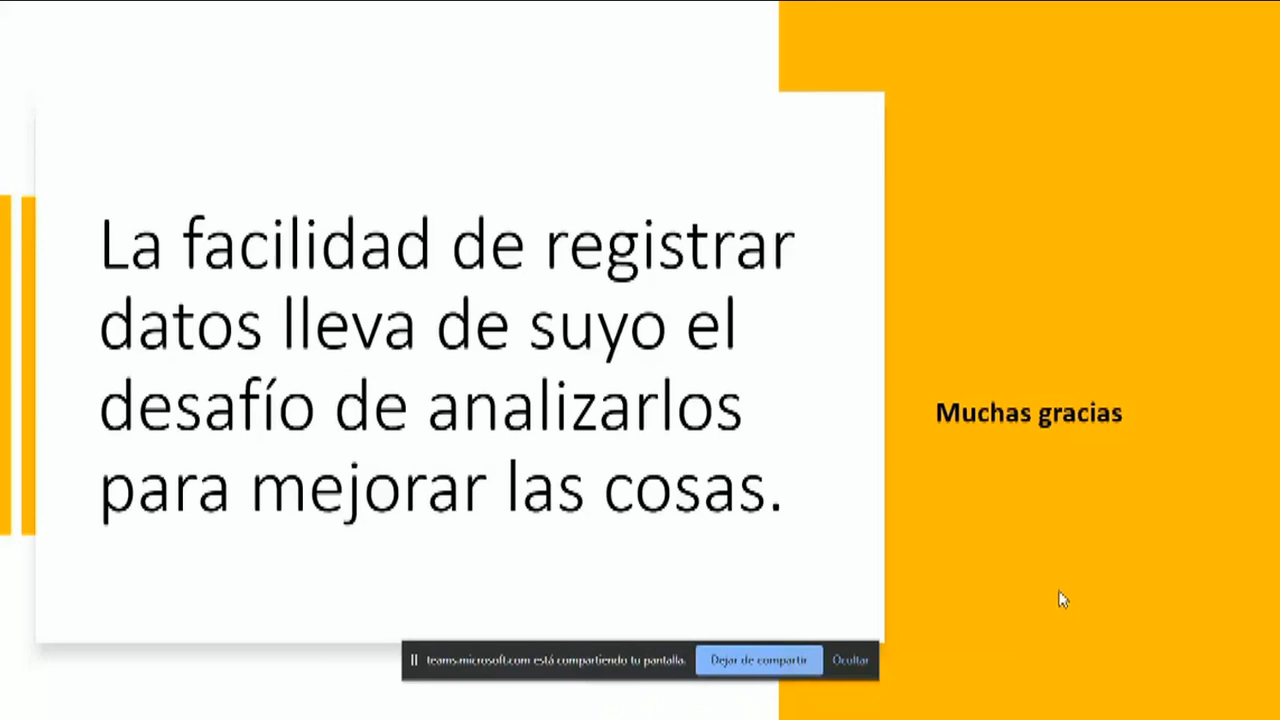 La facilidad de registrar
datos lleva de suyo el
desafío de analizarlos
para mejorar las cosas.
Muchas gracias
teams.microsoft.com está compartiendo tu pantalla.
Dejar de compartir
Ocultar